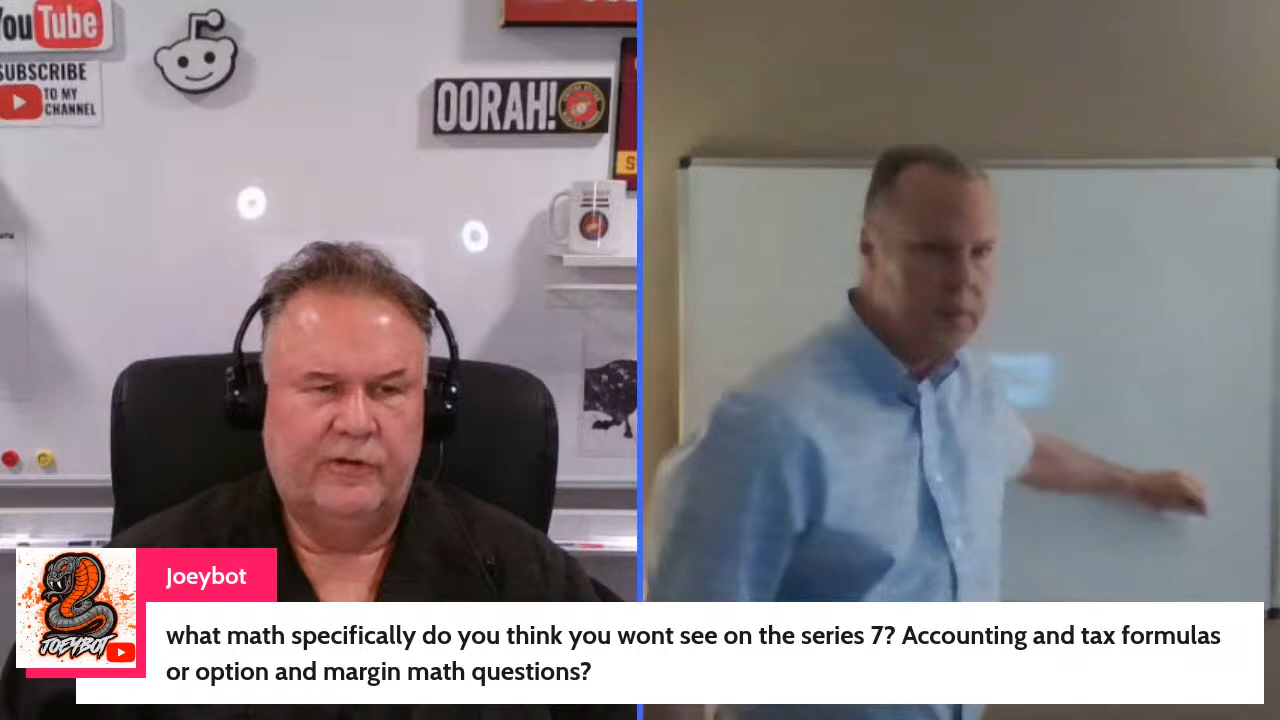 YouTube
SUBSCRIBE
TO MY
CHANNEL
OORAH!
S
Joeybot
JOEYBOT
what math specifically do you think you wont see on the series 7? Accounting and tax formulas
or option and margin math questions?